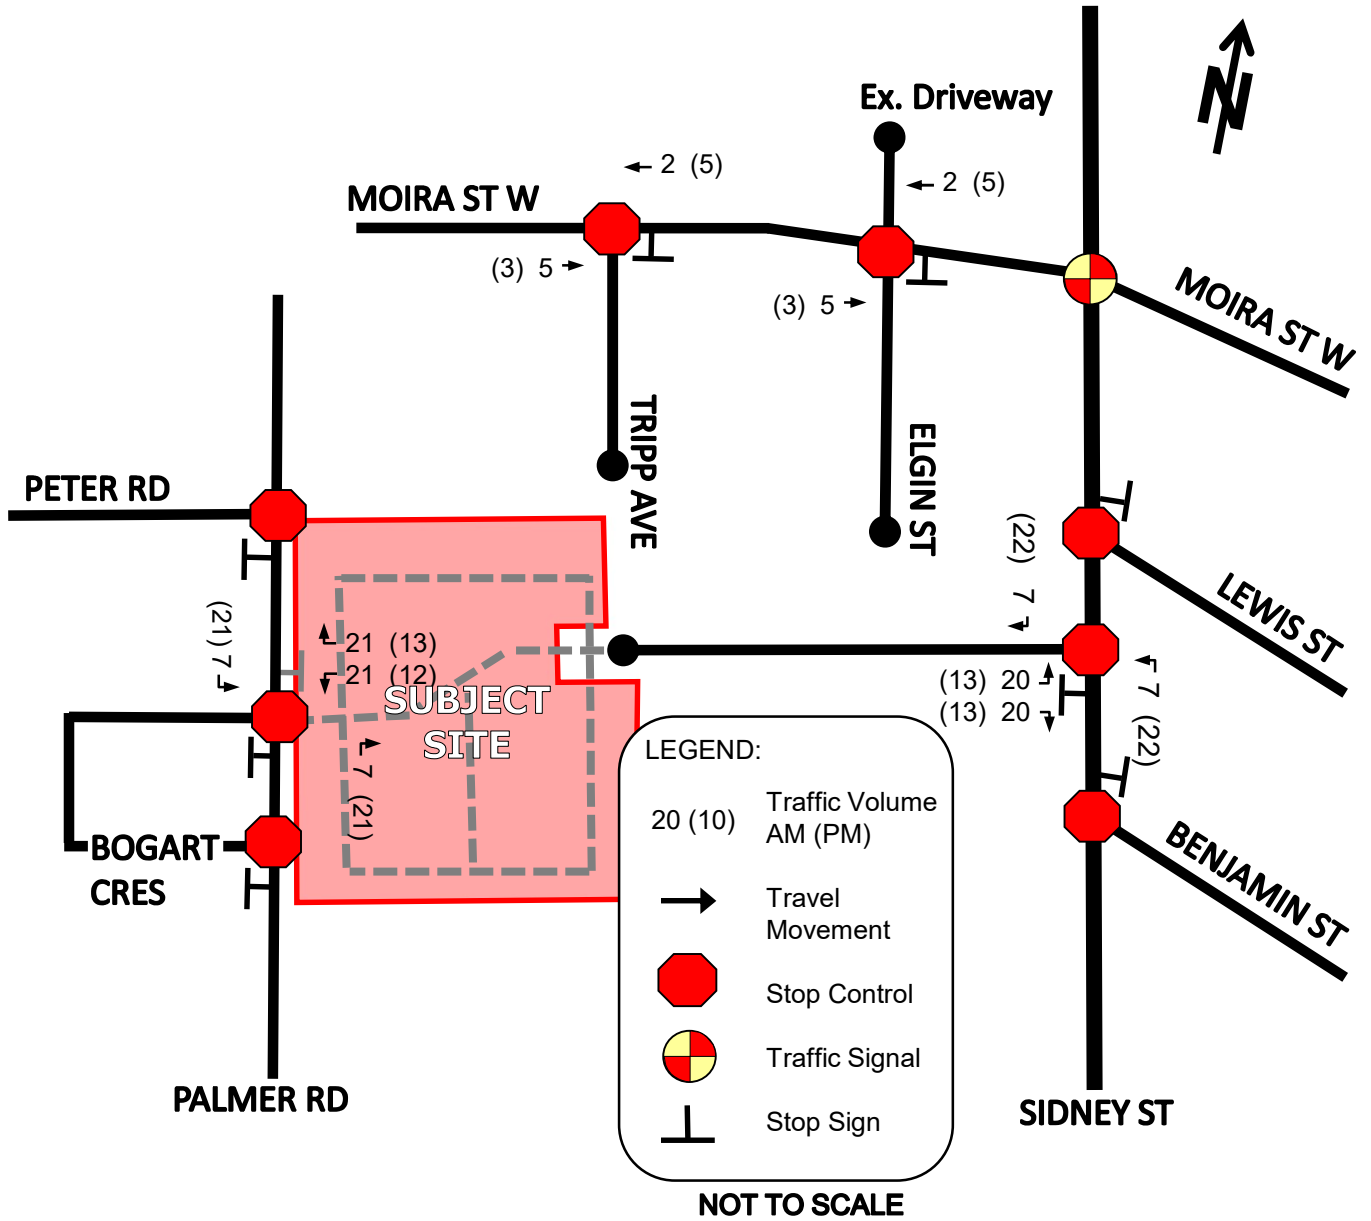 Ex. Driveway
N
2 (5)
2 (5)
MOIRA ST W
(3) 5
(3) 5
MOIRA ST W
TRIPP AVE
ELGIN ST
PETER RD
(22) 7
LEWIS ST
(21) 7
21 (13)
21 (12)
SUBJECT
SITE
(13) 20
(13) 20
7 (22)
7 (21)
LEGEND:
20 (10)
Traffic Volume
AM (PM)
BOGART
CRES
BENJAMIN ST
Travel
Movement
Stop Control
Traffic Signal
Stop Sign
PALMER RD
SIDNEY ST
NOT TO SCALE